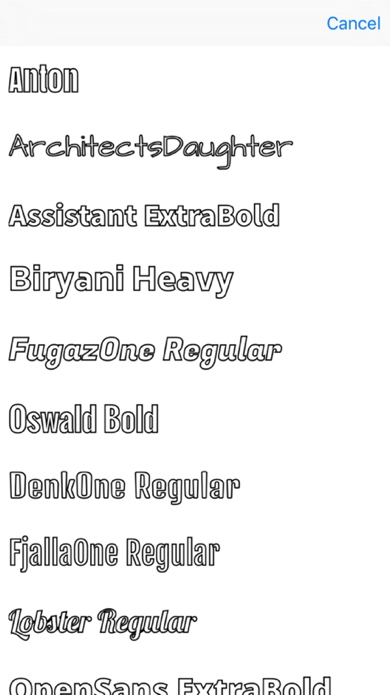 Cancel
Anton
ArchitectsDaughter
Assistant ExtraBold
Biryani Heavy
FugazOne Regular
Oswald Bold
DenkOne Regular
FjallaOne Regular
Lobster Regular
OpenSans ExtraBold